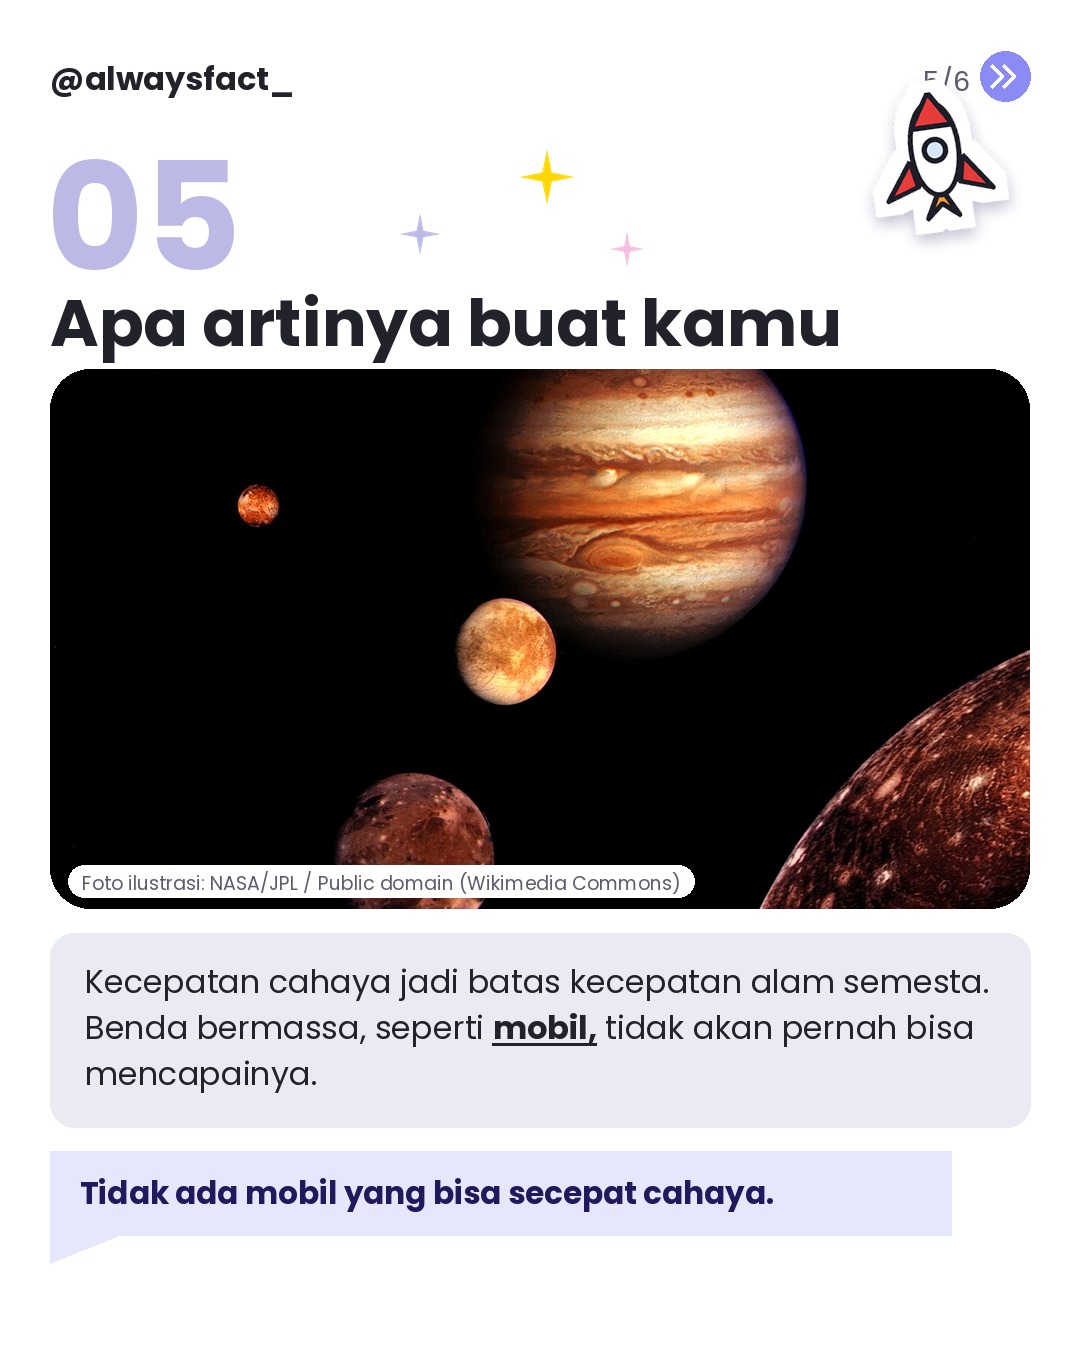 @alwaysfact_
5/6
05
Apa artinya buat kamu
Foto ilustrasi: NASA/JPL / Public domain (Wikimedia Commons)
Kecepatan cahaya jadi batas kecepatan alam semesta.
Benda bermassa, seperti mobil, tidak akan pernah bisa
mencapainya.
Tidak ada mobil yang bisa secepat cahaya.